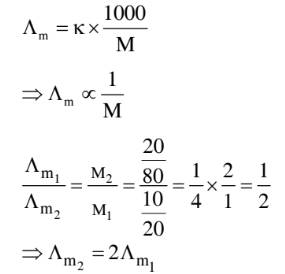 Λm = κ × 1000/M
⇒ Λm ∝ 1/M
Λm1/Λm2 = M2/M1 = (20/80)/(10/20) = 1/4 × 2/1 = 1/2
⇒ Λm2 = 2Λm1